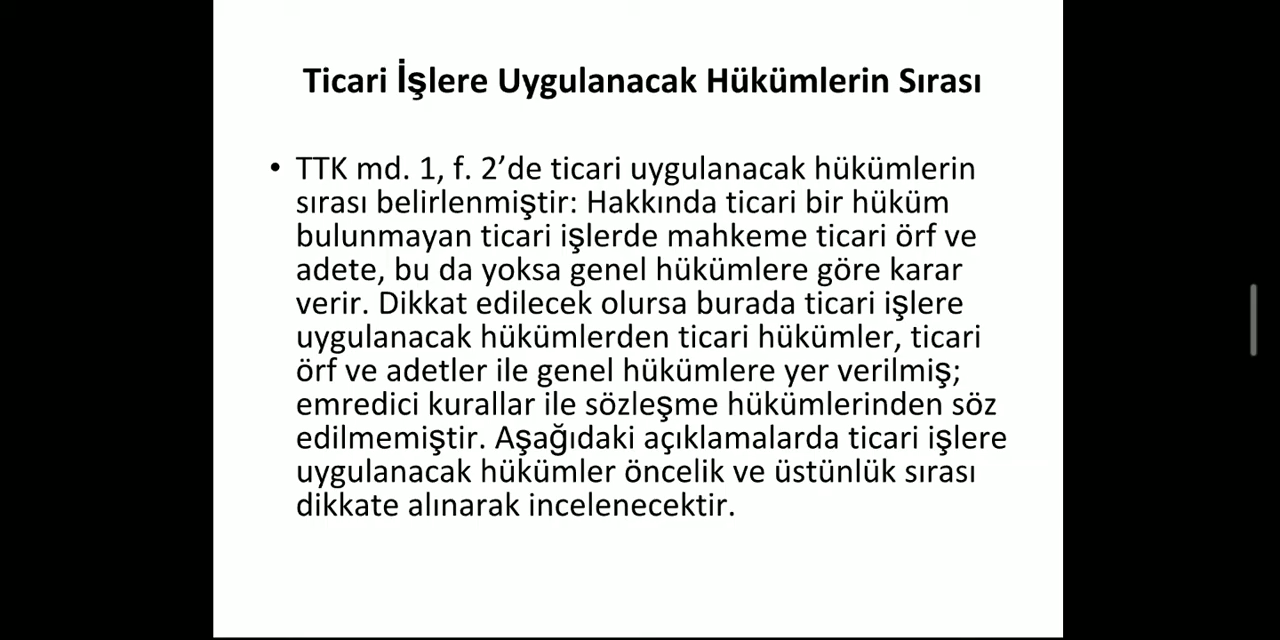 Ticari İşlere Uygulanacak Hükümlerin Sırası
• TTK md. 1, f. 2’de ticari uygulanacak hükümlerin
sırası belirlenmiştir: Hakkında ticari bir hüküm
bulunmayan ticari işlerde mahkeme ticari örf ve
adete, bu da yoksa genel hükümlere göre karar
verir. Dikkat edilecek olursa burada ticari işlere
uygulanacak hükümlerden ticari hükümler, ticari
örf ve adetler ile genel hükümlere yer verilmiş;
emredici kurallar ile sözleşme hükümlerinden söz
edilmemiştir. Aşağıdaki açıklamalarda ticari işlere
uygulanacak hükümler öncelik ve üstünlük sırası
dikkate alınarak incelenecektir.